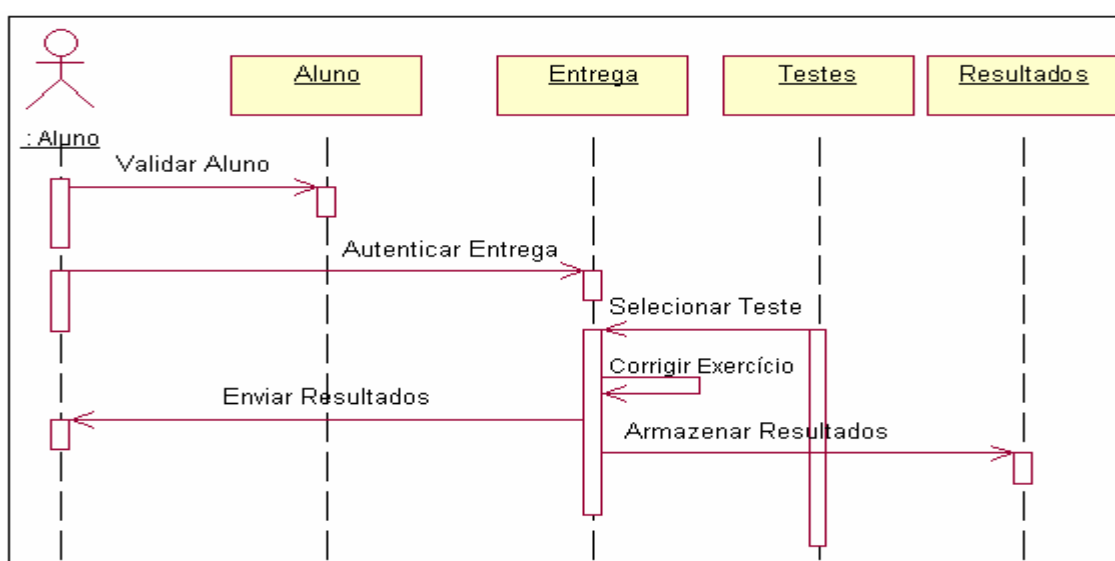 Aluno
Entrega
Testes
Resultados
: Aluno
Validar Aluno
Autenticar Entrega
Selecionar Teste
Corrigir Exercício
Enviar Resultados
Armazenar Resultados